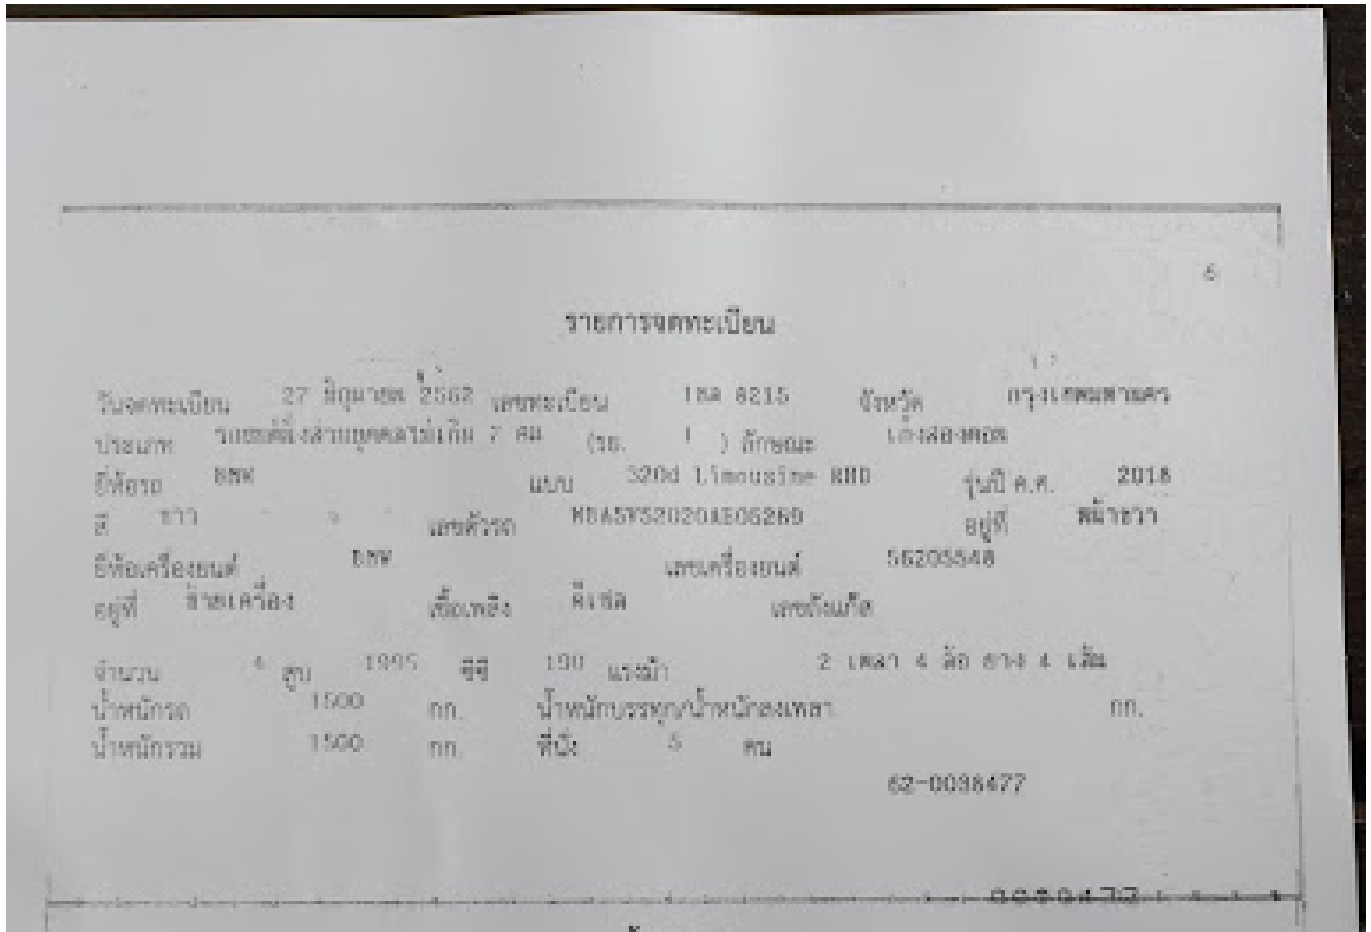 6
รายการจดทะเบียน
วันจดทะเบียน 27 มิถุนายน 2562 เลขทะเบียน 8215 จังหวัด กรุงเทพมหานคร
ประเภท รถยนต์นั่งส่วนบุคคลไม่เกิน 7 คน (รย. 1 ) ลักษณะ เก๋งสองตอน
ยี่ห้อรถ BMW แบบ 320d Limousine รุ่นปี ค.ศ. 2018
สี ขาว เลขตัวรถ อยู่ที่ หน้าขวา
ยี่ห้อเครื่องยนต์ BMW เลขเครื่องยนต์
อยู่ที่ ซ้ายเครื่อง เชื้อเพลิง ดีเซล เลขถังแก๊ส
จำนวน 4 สูบ 1995 ซีซี 190 แรงม้า 2 เพลา 4 ล้อ ยาง 4 เส้น
น้ำหนักรถ 1500 กก. น้ำหนักบรรทุก/น้ำหนักลงเพลา กก.
น้ำหนักรวม 1500 กก. ที่นั่ง 5 คน